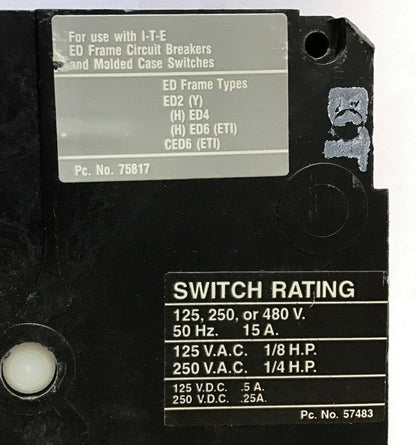 For use with I-T-E
ED Frame Circuit Breakers
and Molded Case Switches
ED Frame Types
ED2 (Y)
(H) ED4
(H) ED6 (ETI)
CED6 (ETI)
Pc. No. 75817
SWITCH RATING
125, 250, or 480 V.
50 Hz. 15 A.
125 V.A.C. 1/8 H.P.
250 V.A.C. 1/4 H.P.
125 V.D.C. .5 A.
250 V.D.C. .25A.
Pc. No. 57483